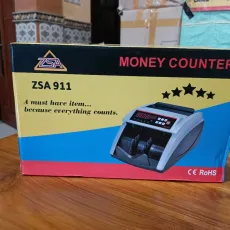 ZSA
MONEY COUNTER
ZSA 911
A must have item...
because everything counts.
CE RoHS